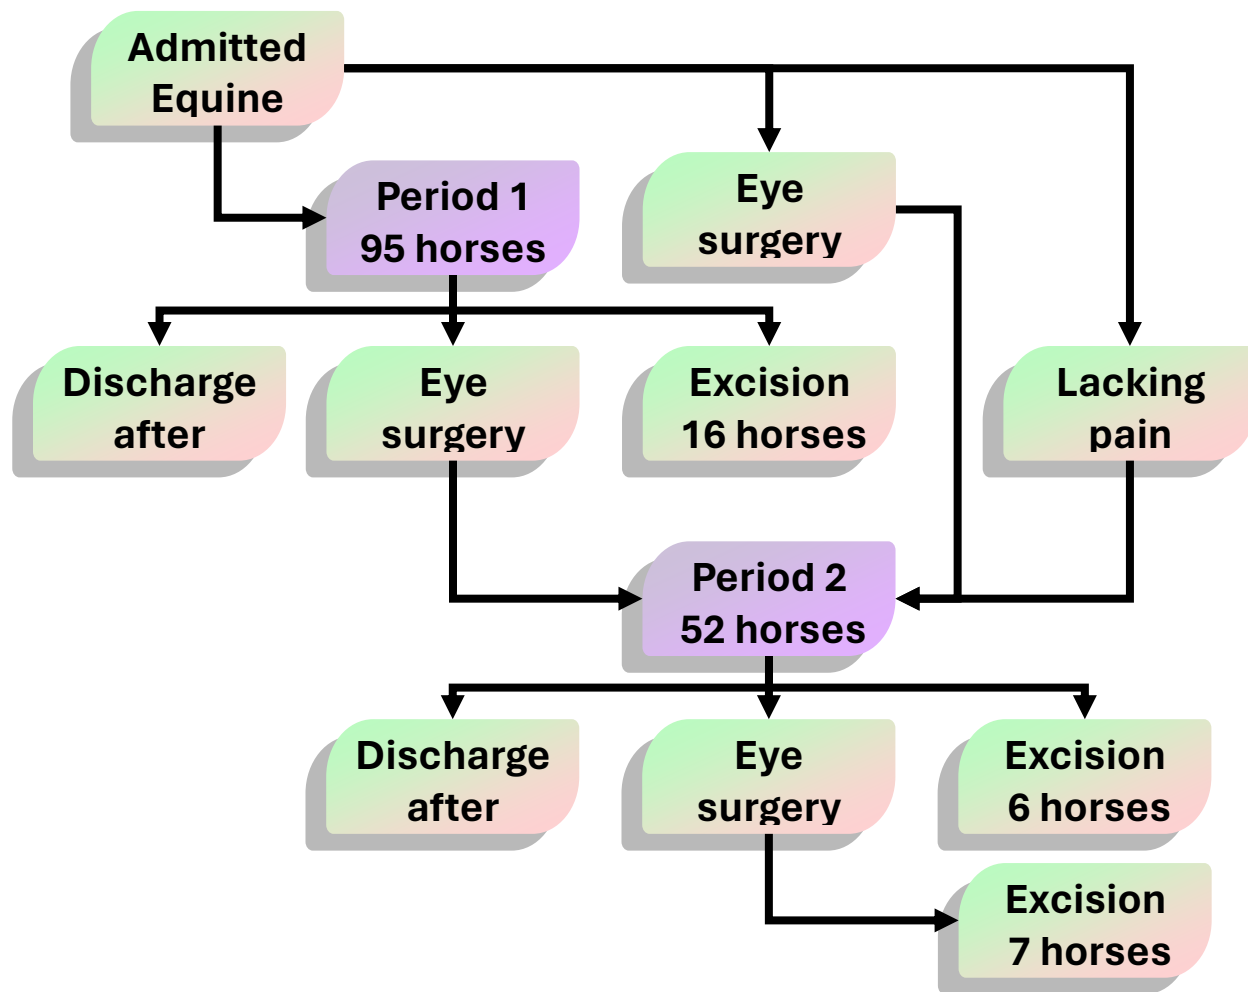 Admitted
Equine
Period 1
95 horses
Eye
surgery
Discharge
after
Eye
surgery
Excision
16 horses
Lacking
pain
Period 2
52 horses
Discharge
after
Eye
surgery
Excision
6 horses
Excision
7 horses